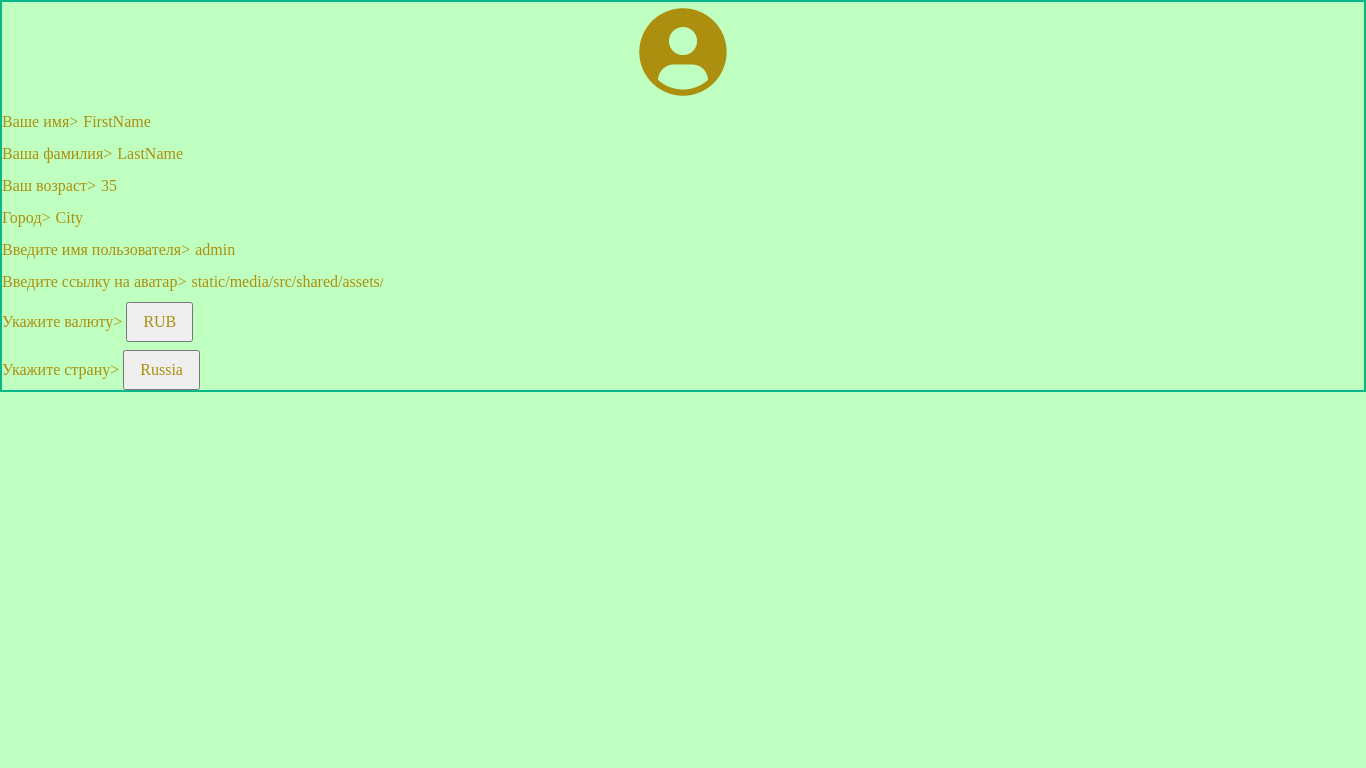 Ваше имя> FirstName
Ваша фамилия> LastName
Ваш возраст> 35
Город> City
Введите имя пользователя> admin
Введите ссылку на аватар> static/media/src/shared/assets/
Укажите валюту> RUB
Укажите страну> Russia